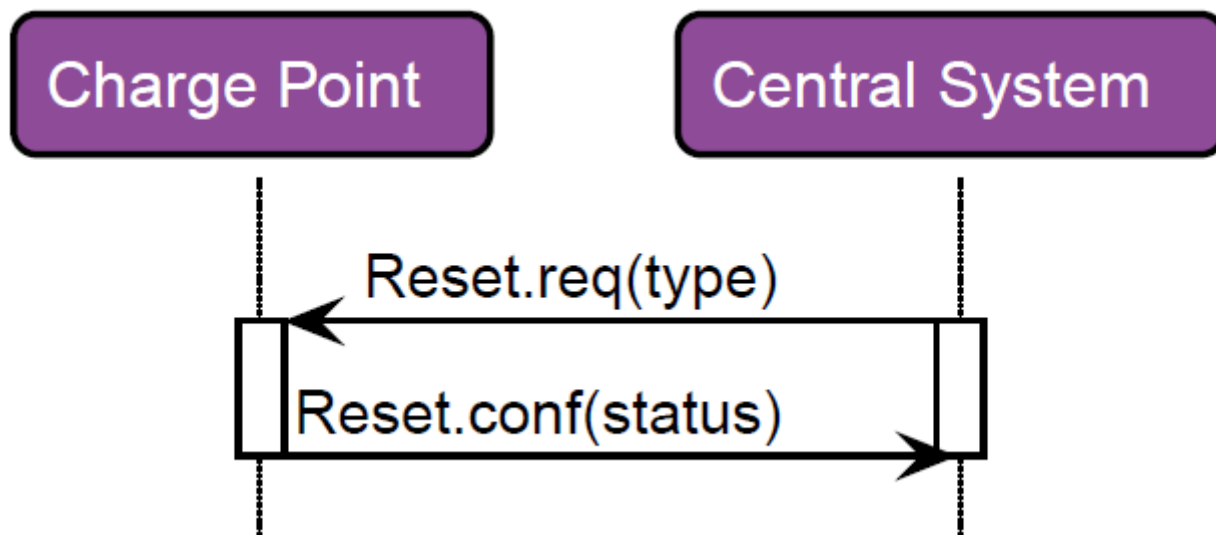 Charge Point
Central System
Reset.req(type)
Reset.conf(status)